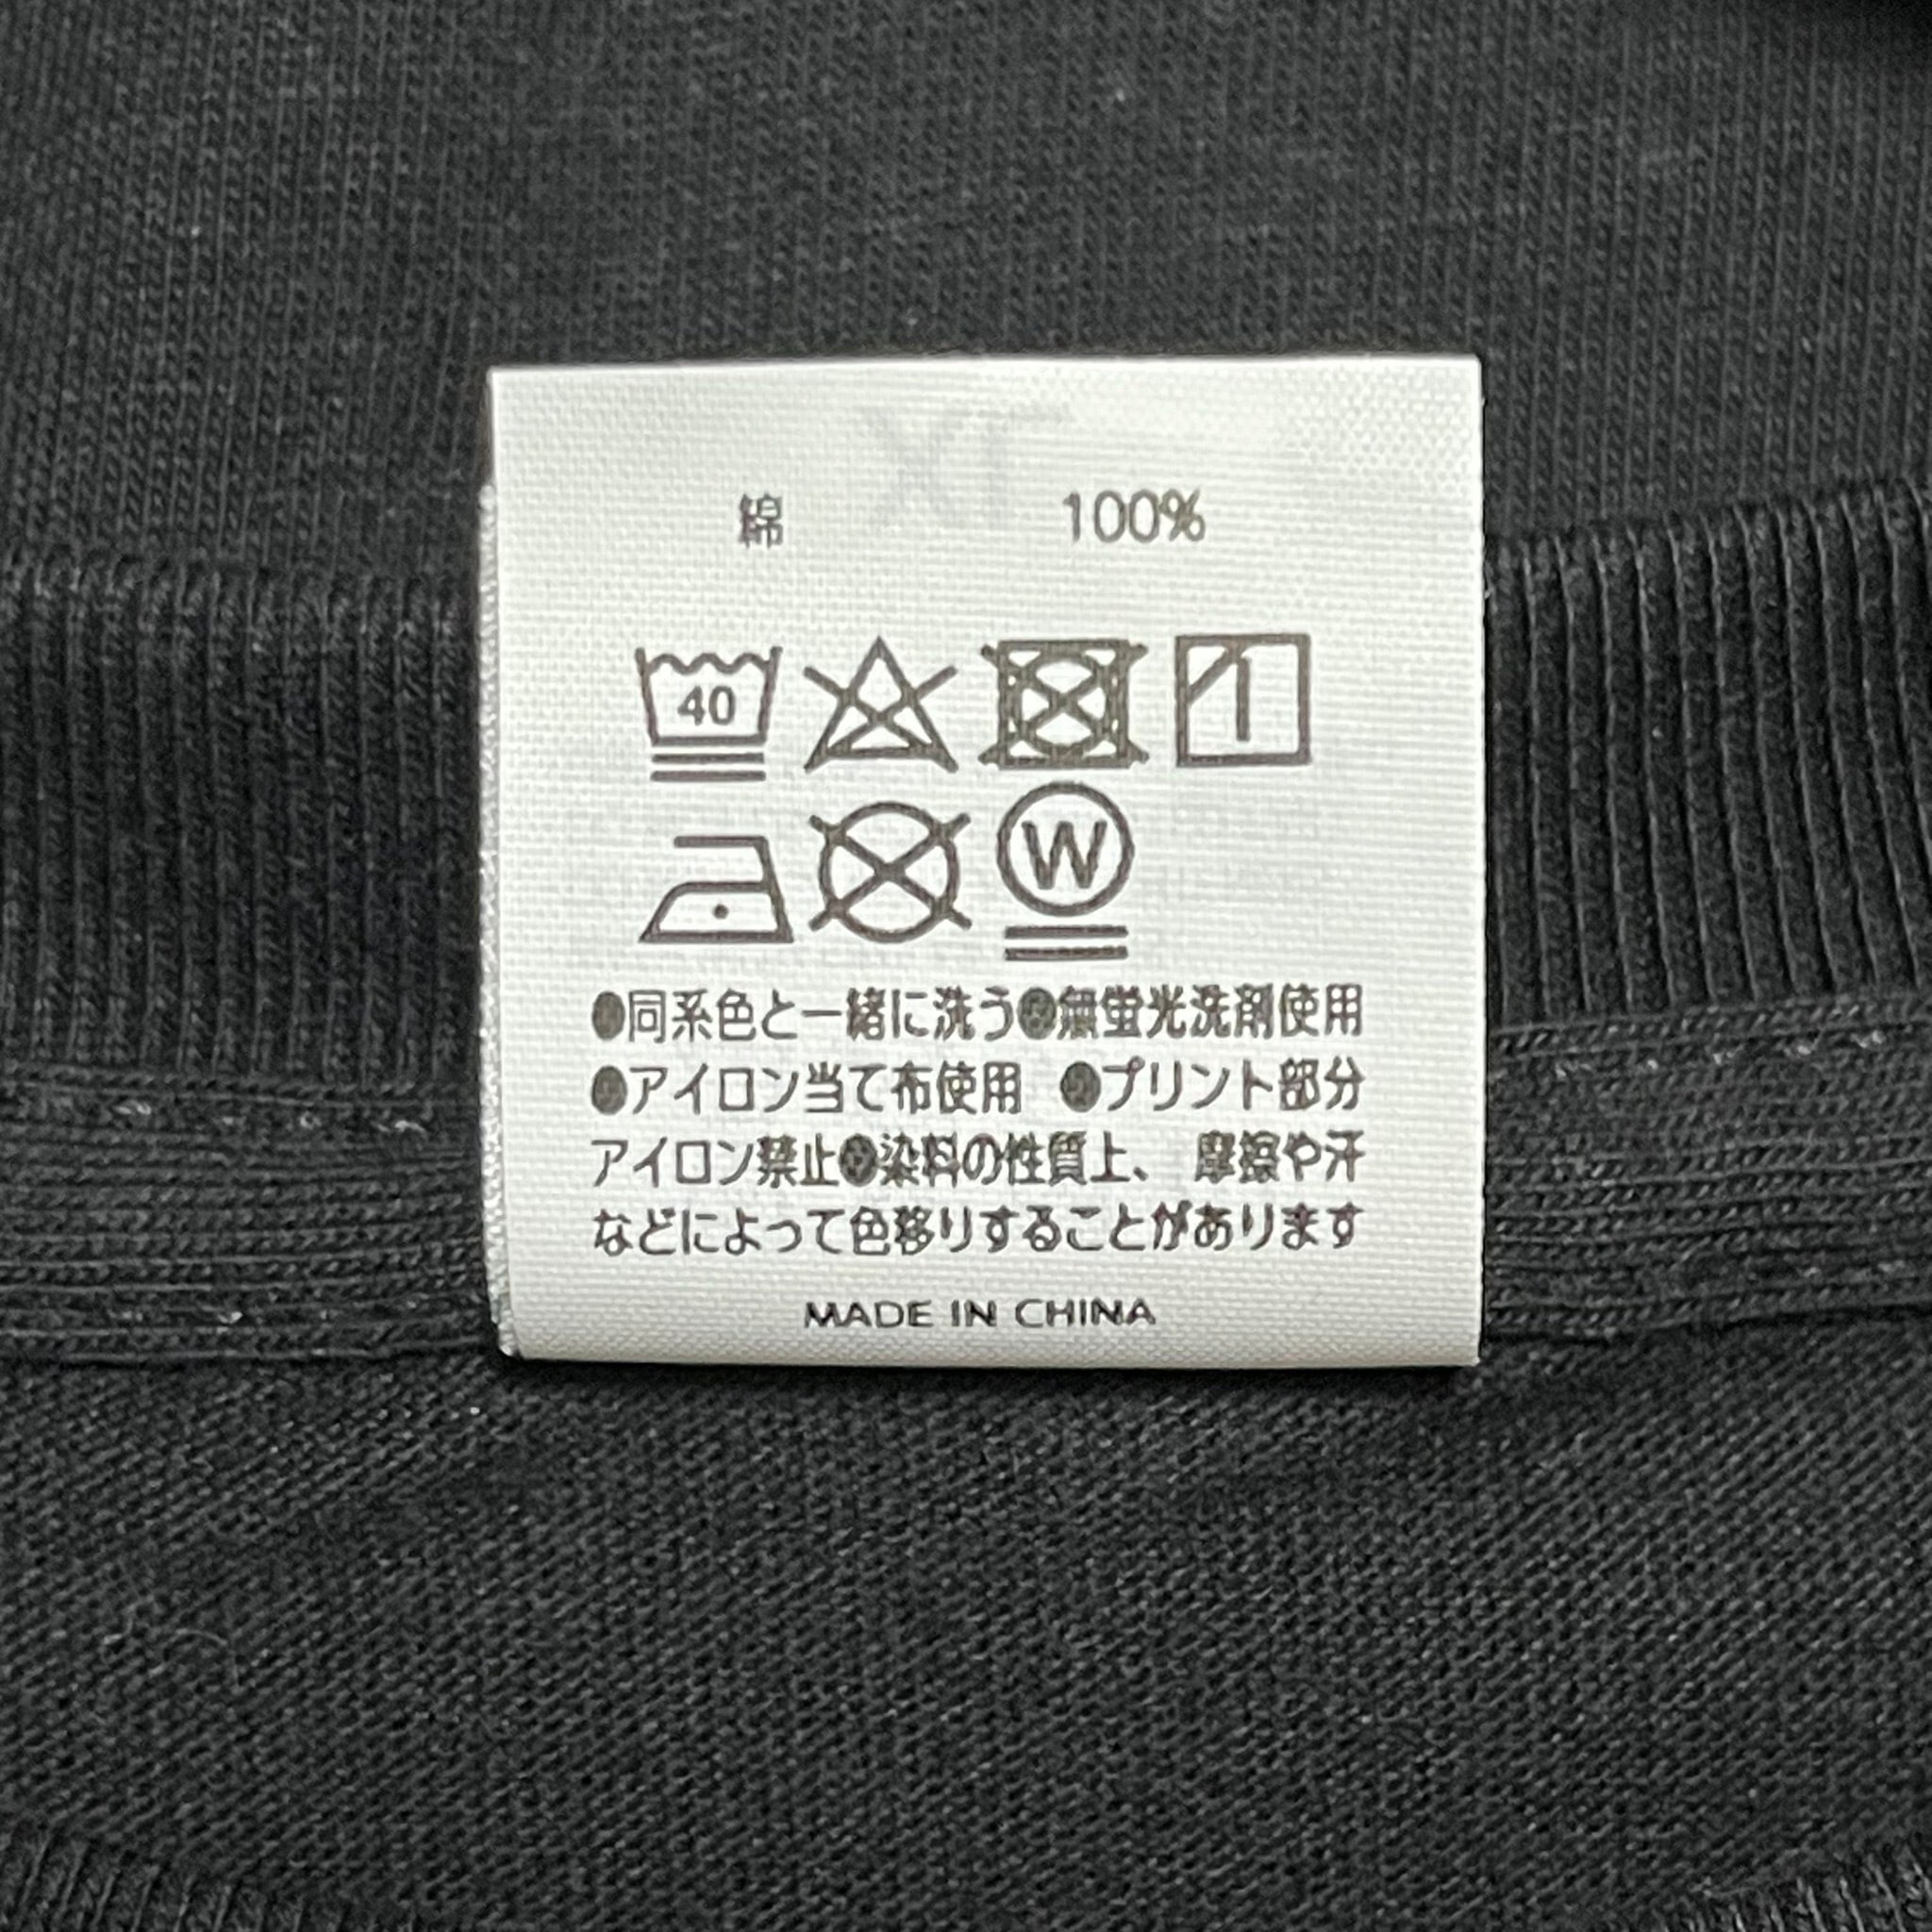 綿 100%
40
W
●同系色と一緒に洗う●無蛍光洗剤使用
●アイロン当て布使用 ●プリント部分
アイロン禁止●染料の性質上、摩擦や汗
などによって色移りすることがあります
MADE IN CHINA